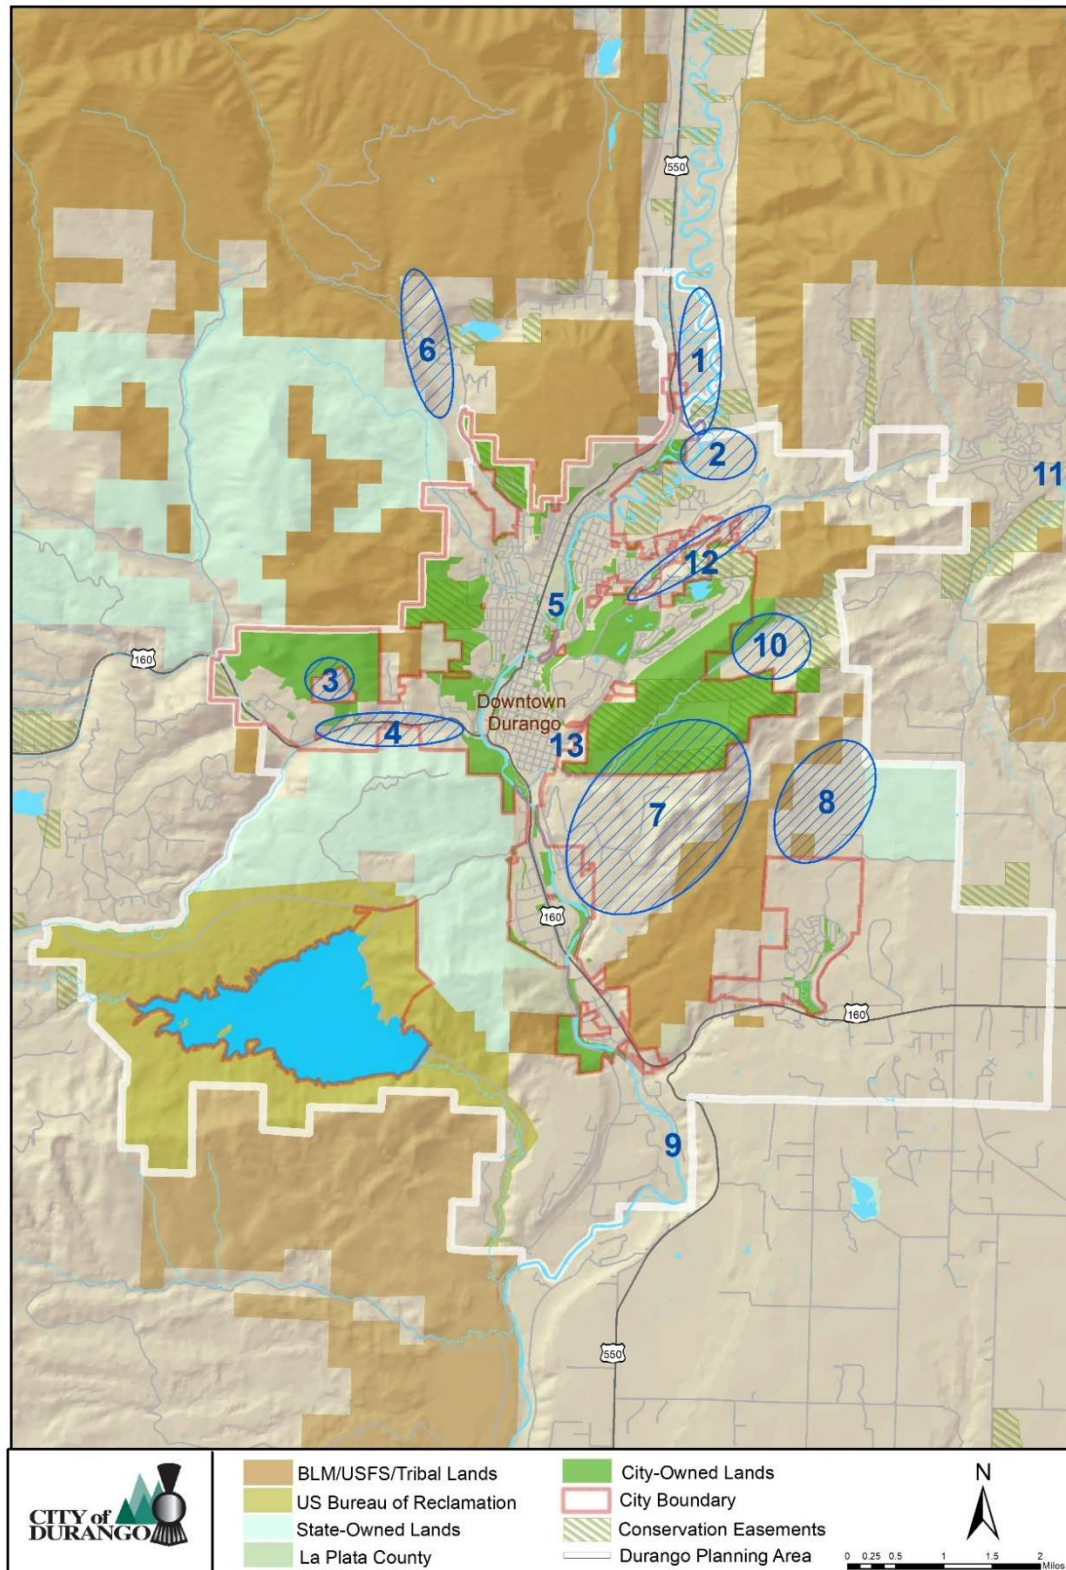 550
6
1
2
11
12
5
160
10
3
Downtown
Durango
4
13
7
8
160
160
9
550
CITY of
DURANGO
BLM/USFS/Tribal Lands
US Bureau of Reclamation
State-Owned Lands
La Plata County
City-Owned Lands
City Boundary
Conservation Easements
Durango Planning Area
N
0 0.25 0.5 1 1.5 2
Miles